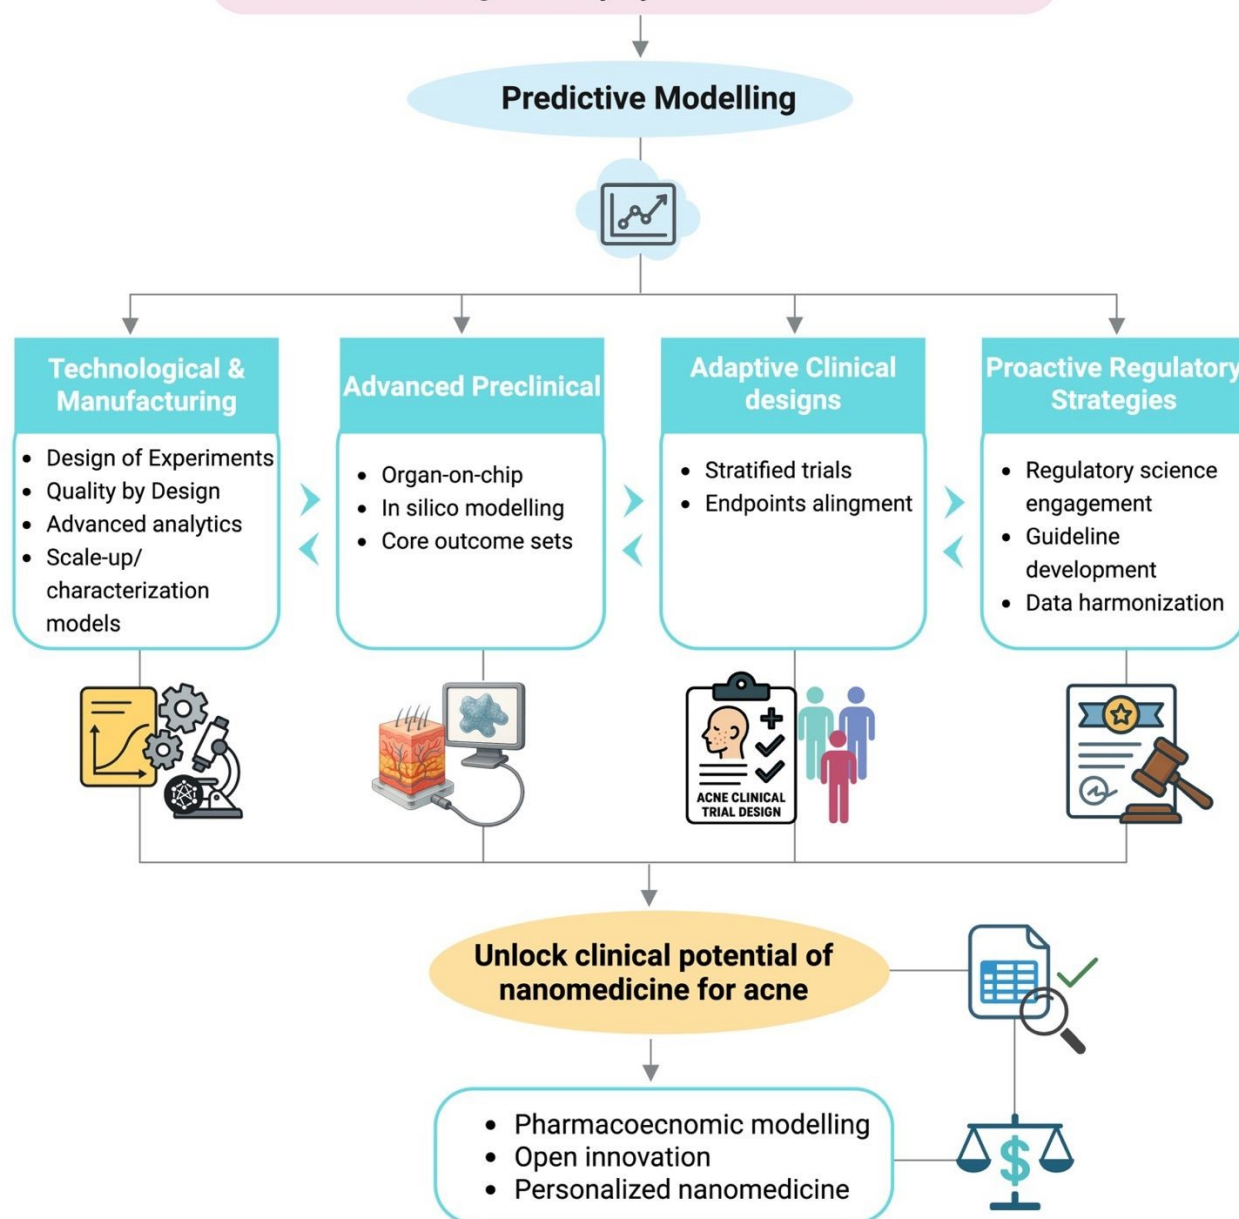 Predictive Modelling
Technological &
Manufacturing
• Design of Experiments
• Quality by Design
• Advanced analytics
• Scale-up/
characterization
models
Advanced Preclinical
• Organ-on-chip
• In silico modelling
• Core outcome sets
Adaptive Clinical
designs
• Stratified trials
• Endpoints alingment
Proactive Regulatory
Strategies
• Regulatory science
engagement
• Guideline
development
• Data harmonization
ACNE CLINICAL
TRIAL DESIGN
Unlock clinical potential of
nanomedicine for acne
$
• Pharmacoecnomic modelling
• Open innovation
• Personalized nanomedicine